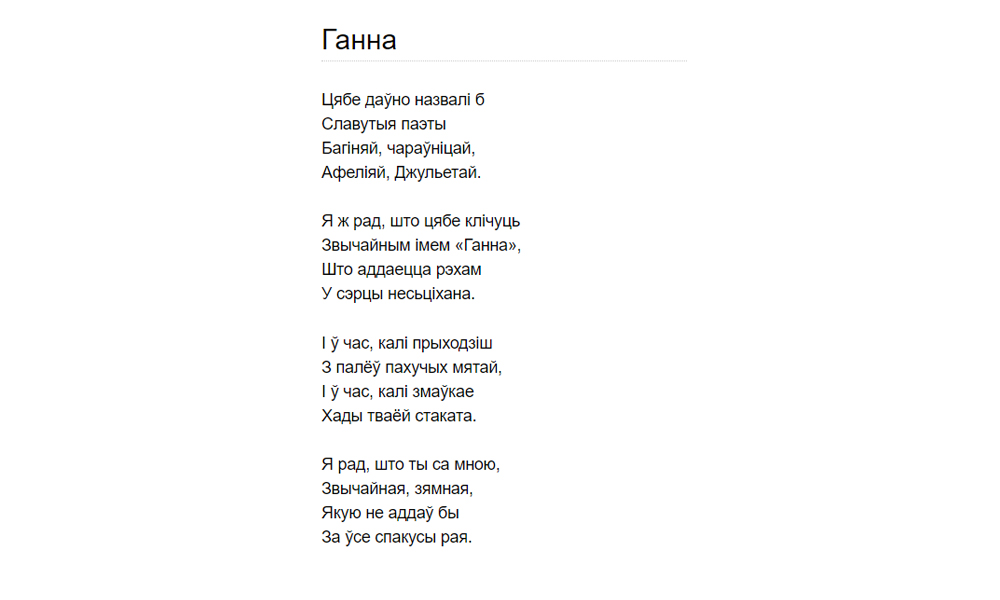 Ганна
Цябе даўно назвалі б
Славутыя паэты
Багіняй, чараўніцай,
Афеліяй, Джульетай.
Я ж рад, што цябе клічуць
Звычайным імем «Ганна»,
Што аддаецца рэхам
У сэрцы несьціхана.
І ў час, калі прыходзіш
З палёў пахучых мятай,
І ў час, калі змаўкае
Хады тваёй стаката.
Я рад, што ты са мною,
Звычайная, зямная,
Якую не аддаў бы
За ўсе спакусы рая.